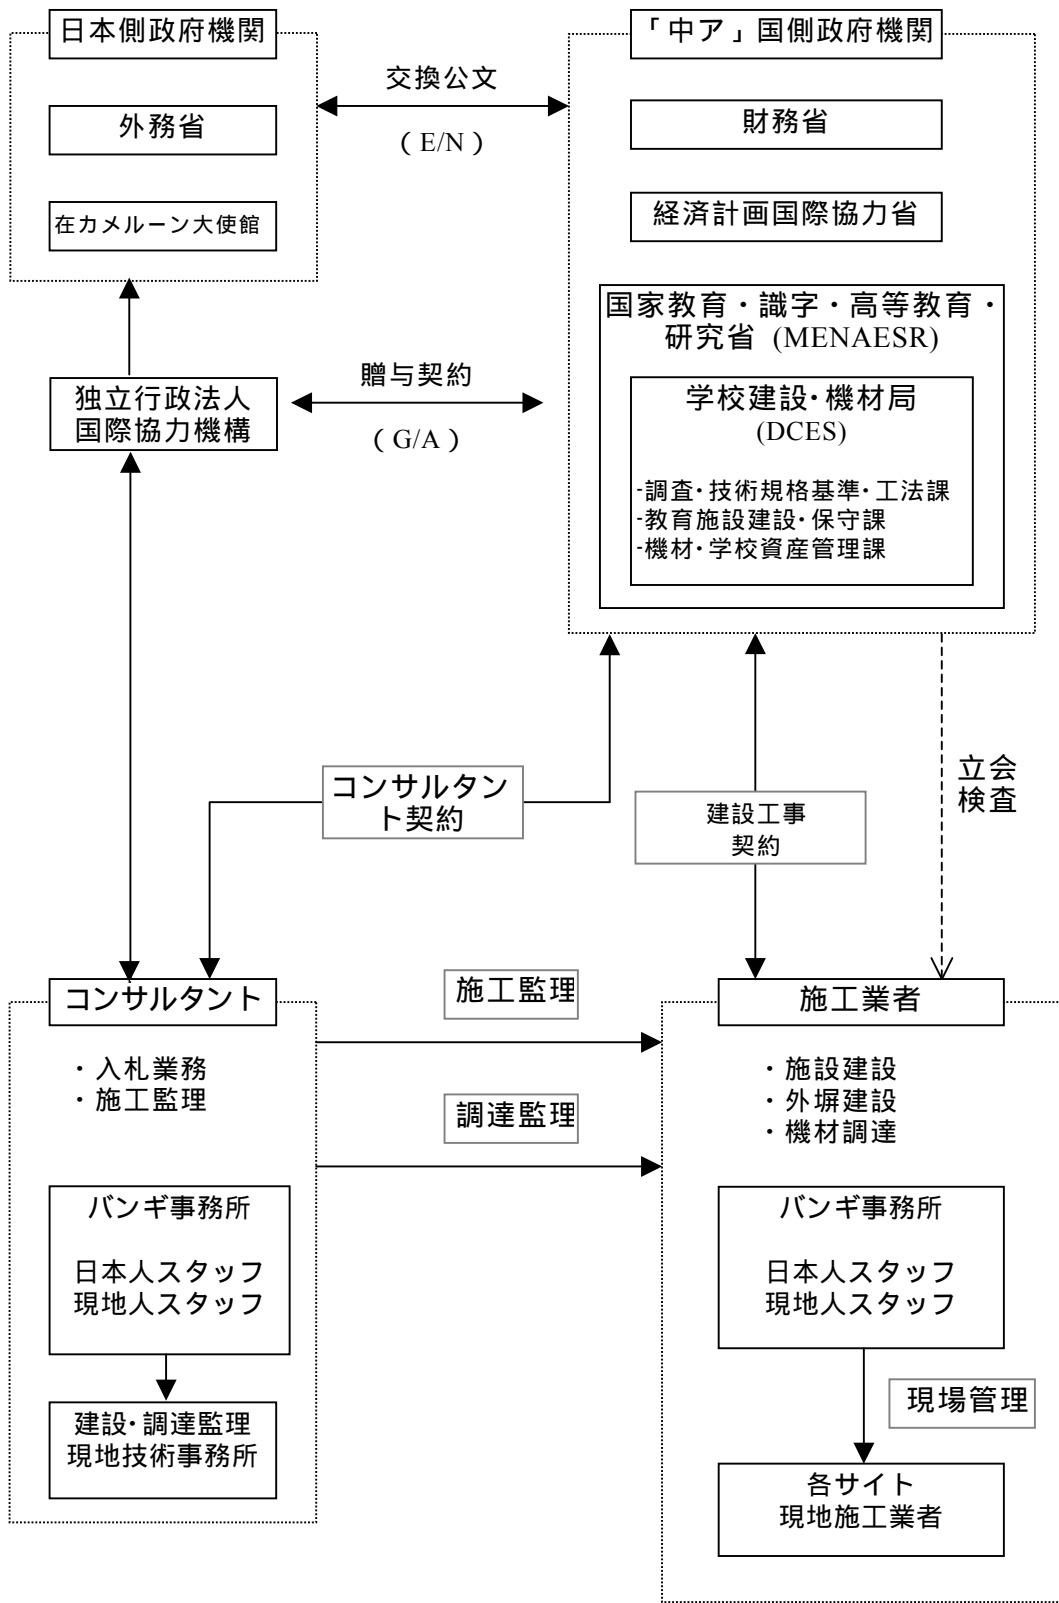 日本側政府機関
外務省
在カメルーン大使館
交換公文
（ E/N ）
「中ア」国側政府機関
財務省
経済計画国際協力省
国家教育・識字・高等教育・
研究省 (MENAESR)
学校建設・機材局
(DCES)
-調査・技術規格基準・工法課
-教育施設建設・保守課
-機材・学校資産管理課
独立行政法人
国際協力機構
贈与契約
（ G/A ）
コンサルタン
ト契約
建設工事
契約
立会
検査
コンサルタント
・入札業務
・施工監理
バンギ事務所
日本人スタッフ
現地人スタッフ
建設・調達監理
現地技術事務所
施工監理
調達監理
施工業者
・施設建設
・外塀建設
・機材調達
バンギ事務所
日本人スタッフ
現地人スタッフ
現場管理
各サイト
現地施工業者